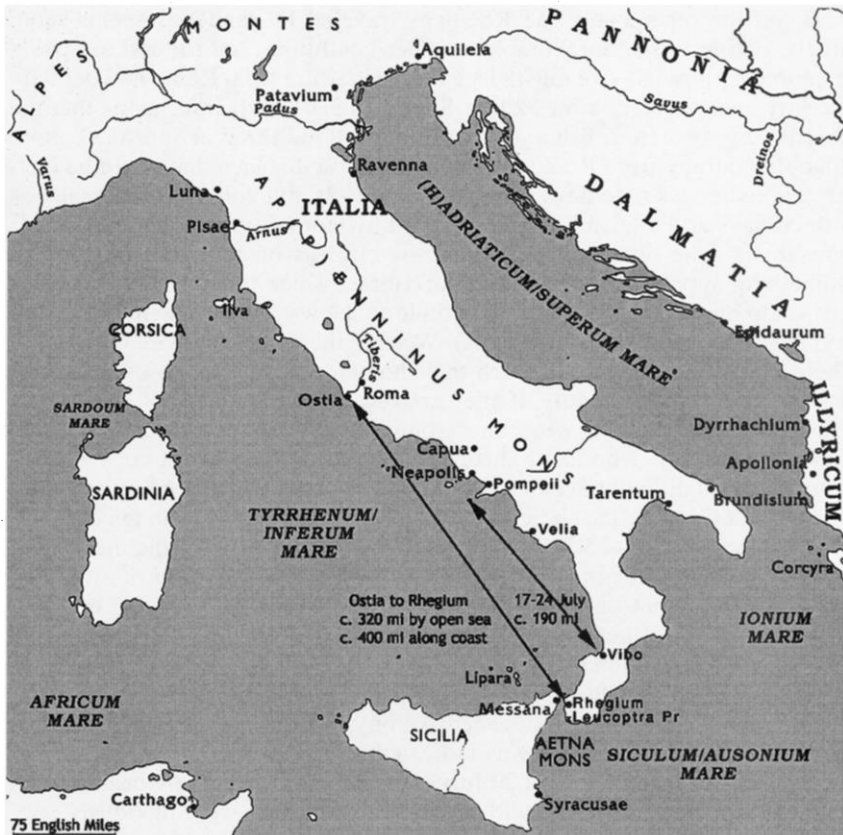 ALPES
MONTES
PANNONIA
Aquileia
Patavium
Padus
Savus
Varus
Dreinos
Ravenna
DALMATIA
Luna
APPENNINUS MONS
ITALIA
(H)ADRIATICUM/SUPERUM MARE
Pisae
Arnus
Ilva
CORSICA
Epidaurum
Tiberis
Roma
Ostia
ILLYRICUM
SARDOUM
MARE
Dyrrhachium
Capua
Apollonia
Neapolis
Pompeii
SARDINIA
Tarentum
Brundisium
TYRRHENUM/
INFERUM
MARE
Velia
Corcyra
Ostia to Rhegium
c. 320 mi by open sea
c. 400 mi along coast
17-24 July
c. 190 mi
IONIUM
MARE
Vibo
Lipara
AFRICUM
MARE
Messana
Rhegium
Leucoptra Pr
SICILIA
AETNA
MONS
SICULUM/AUSONIUM
MARE
Carthago
Syracusae
75 English Miles